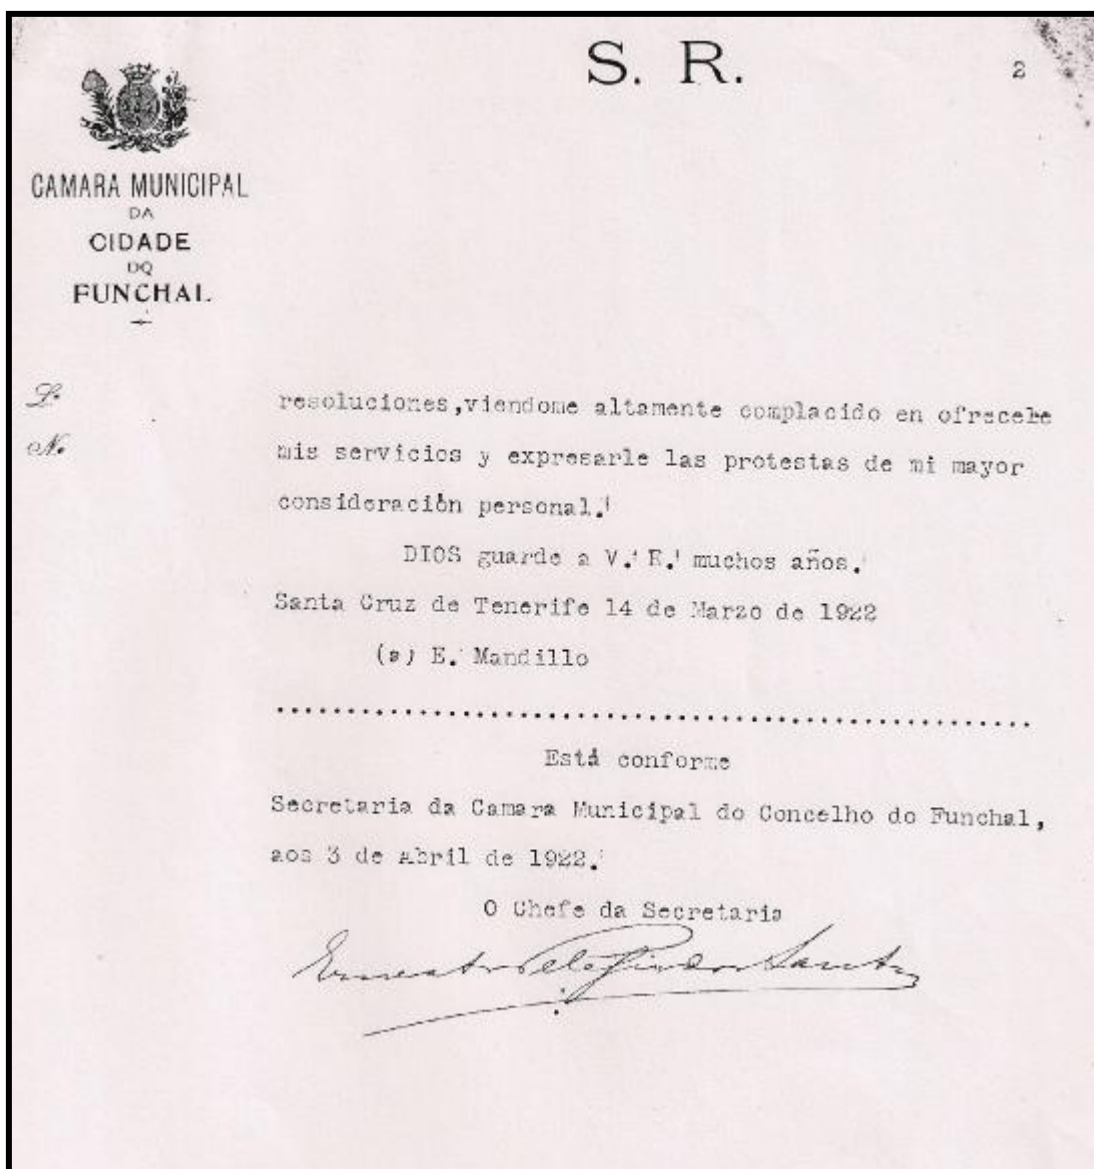 S. R.
2
CAMARA MUNICIPAL
DA
CIDADE
DO
FUNCHAL
L.º
N.º
resoluciones,viendome altamente complacido en ofrecele
mis servicios y expresarle las protestas de mi mayor
consideración personal.
DIOS guarde a V. E. muchos años.
Santa Cruz de Tenerife 14 de Marzo de 1922
(a) E. Mandillo
Está conforme
Secretaria da Camara Municipal do Concelho do Funchal,
aos 3 de Abril de 1922.
O Chefe da Secretaria